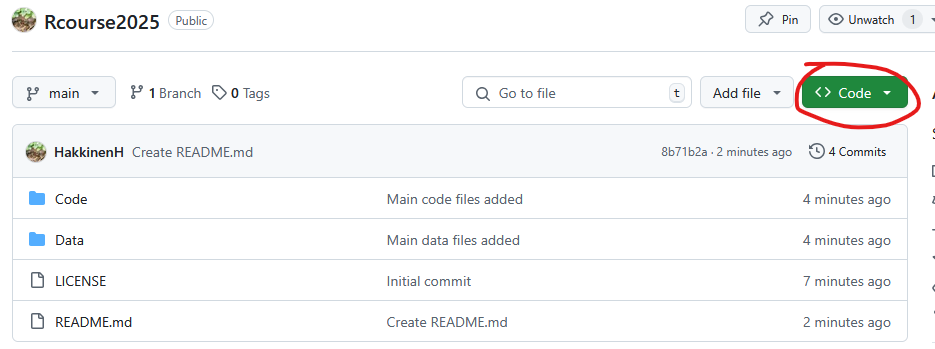 Rcourse2025 Public Pin Unwatch 1
main 1 Branch 0 Tags Go to file t Add file Code
HakkinenH Create README.md 8b71b2a · 2 minutes ago 4 Commits
Code Main code files added 4 minutes ago
Data Main data files added 4 minutes ago
LICENSE Initial commit 7 minutes ago
README.md Create README.md 2 minutes ago